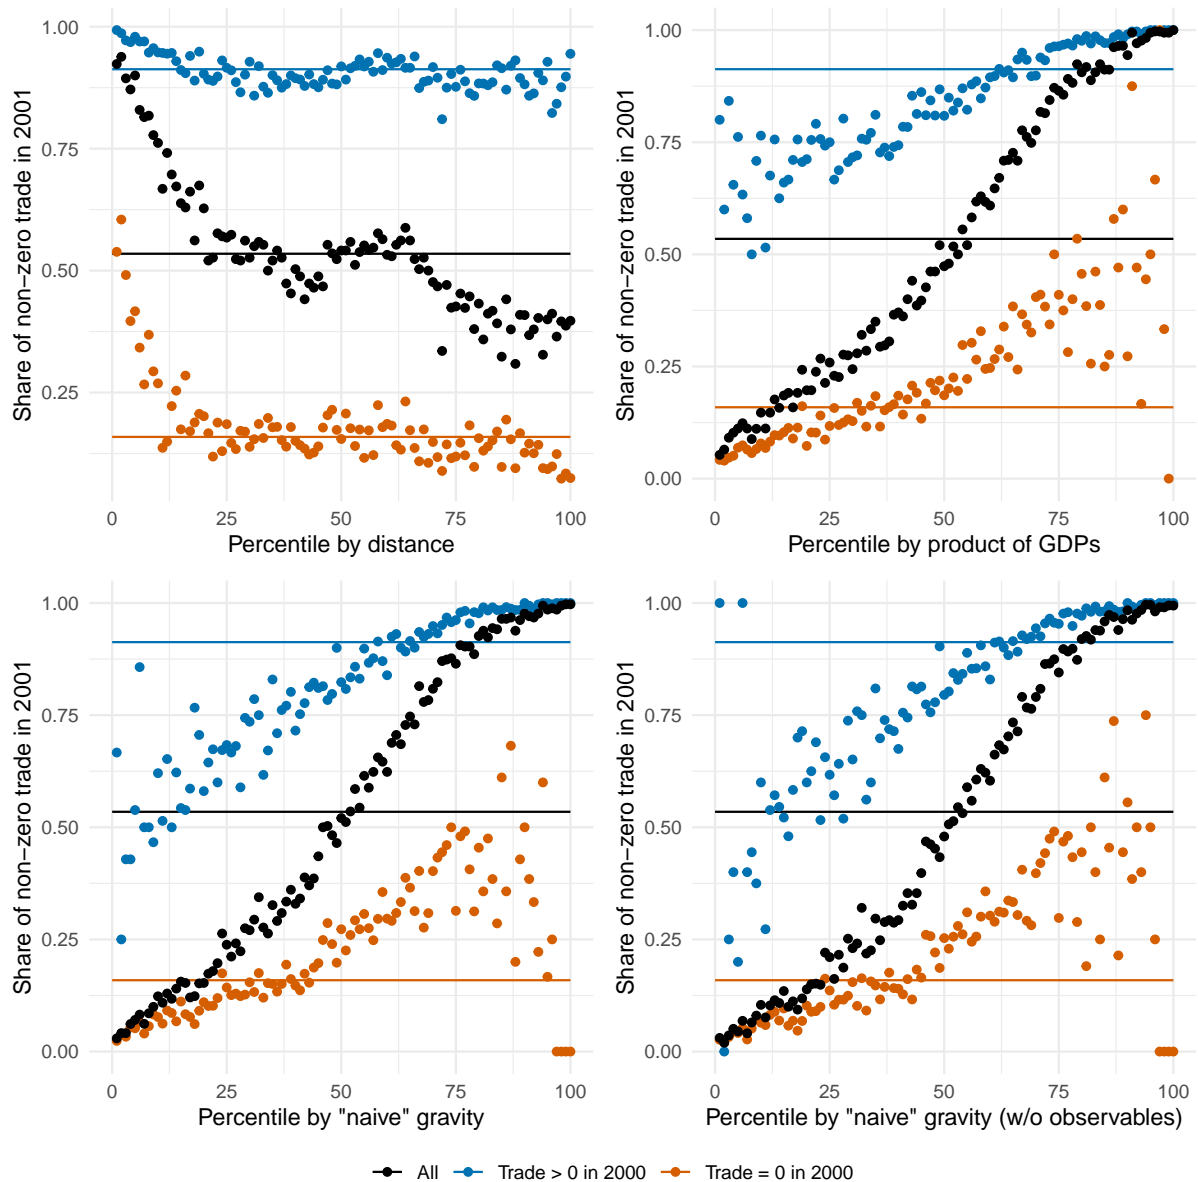 1.00
0.75
0.50
0.25
Share of non−zero trade in 2001
0 25 50 75 100
Percentile by distance
1.00
0.75
0.50
0.25
0.00
Share of non−zero trade in 2001
0 25 50 75 100
Percentile by product of GDPs
1.00
0.75
0.50
0.25
0.00
Share of non−zero trade in 2001
0 25 50 75 100
Percentile by "naive" gravity
1.00
0.75
0.50
0.25
0.00
Share of non−zero trade in 2001
0 25 50 75 100
Percentile by "naive" gravity (w/o observables)
All Trade > 0 in 2000 Trade = 0 in 2000